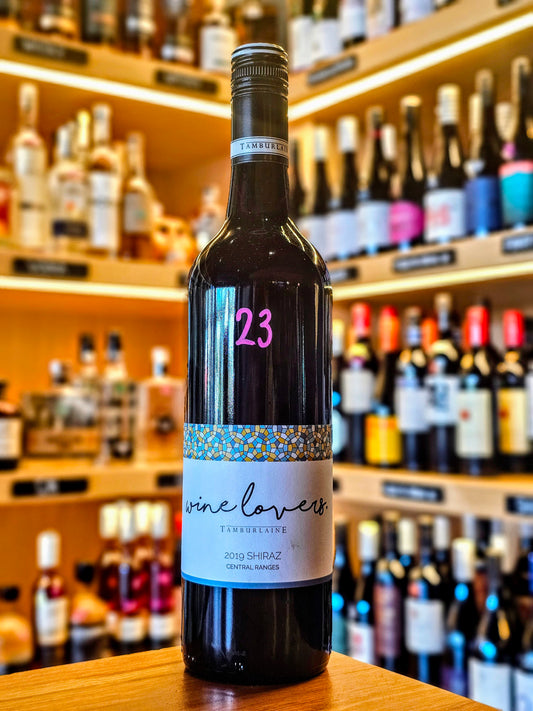 TAMBURLAINE
23
wine lovers.
TAMBURLAINE
2019 SHIRAZ
CENTRAL RANGES